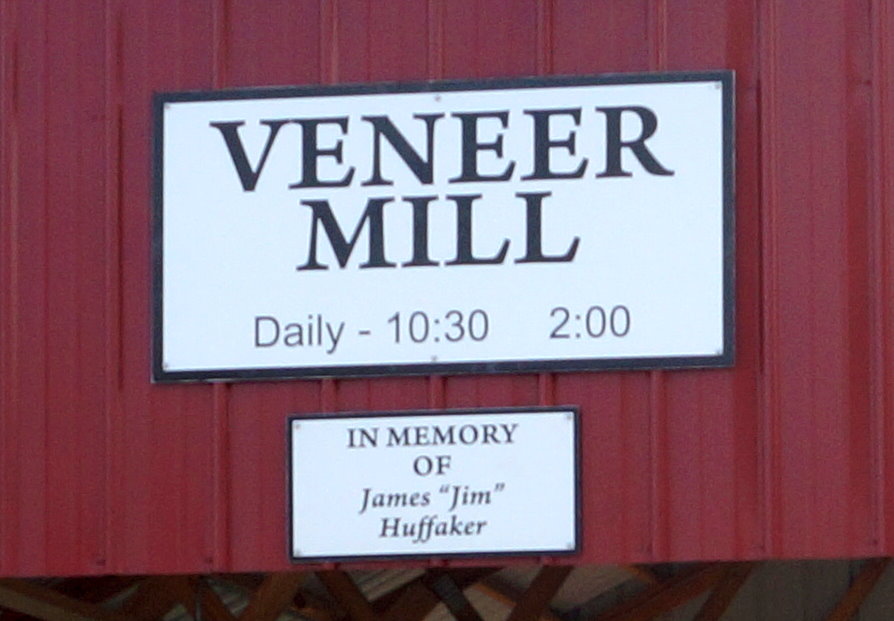 VENEER
MILL
Daily - 10:30 2:00
IN MEMORY
OF
James “Jim”
Huffaker